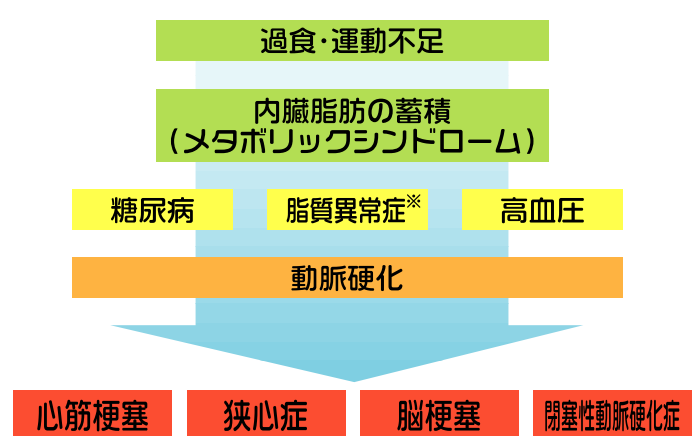 過食・運動不足
内臓脂肪の蓄積
（メタボリックシンドローム）
糖尿病
脂質異常症※
高血圧
動脈硬化
心筋梗塞
狭心症
脳梗塞
閉塞性動脈硬化症